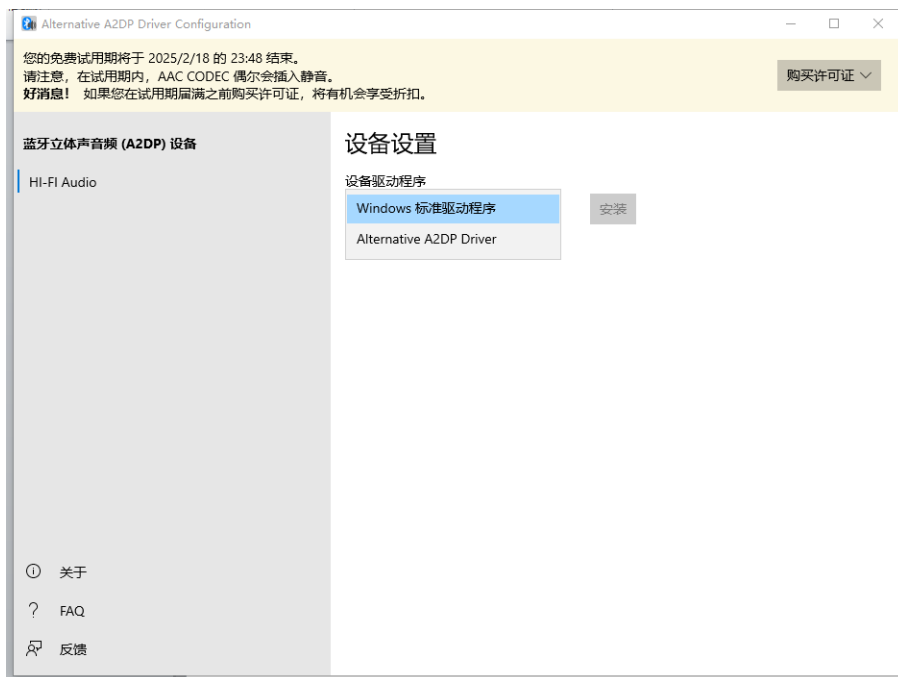 Alternative A2DP Driver Configuration
您的免费试用期将于 2025/2/18 的 23:48 结束。
请注意，在试用期内，AAC CODEC 偶尔会插入静音。
好消息！ 如果您在试用期届满之前购买许可证，将有机会享受折扣。
购买许可证
蓝牙立体声音频 (A2DP) 设备
HI-FI Audio
设备设置
设备驱动程序
Windows 标准驱动程序
Alternative A2DP Driver
安装
关于
FAQ
反馈